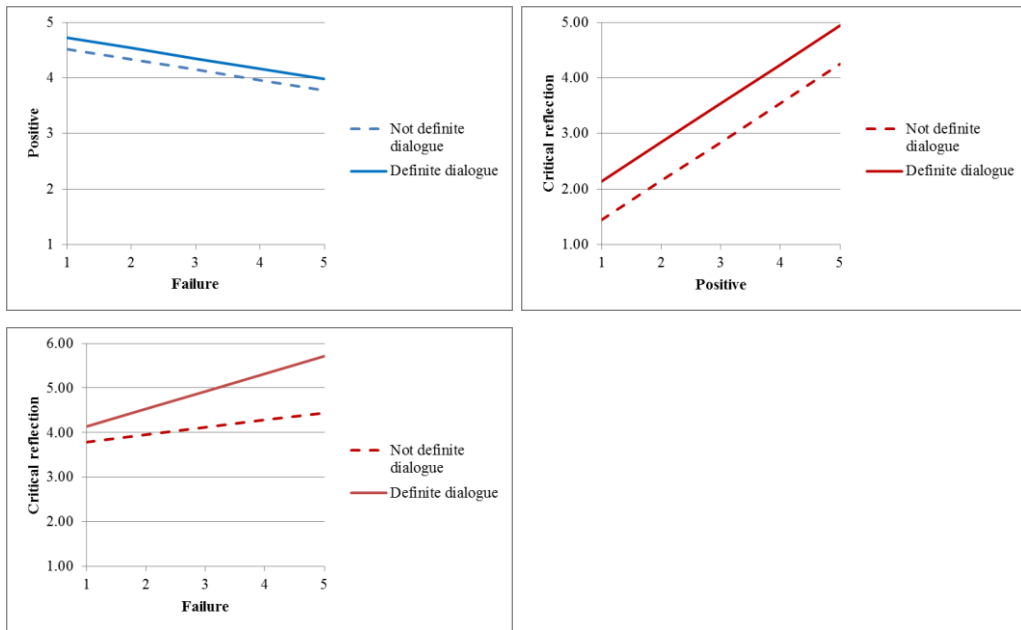 5
4
3
2
1
Positive
1 2 3 4 5
Failure
Not definite
dialogue
Definite dialogue
5.00
4.00
3.00
2.00
1.00
Critical reflection
1 2 3 4 5
Positive
Not definite
dialogue
Definite dialogue
6.00
5.00
4.00
3.00
2.00
1.00
Critical reflection
1 2 3 4 5
Failure
Not definite
dialogue
Definite dialogue